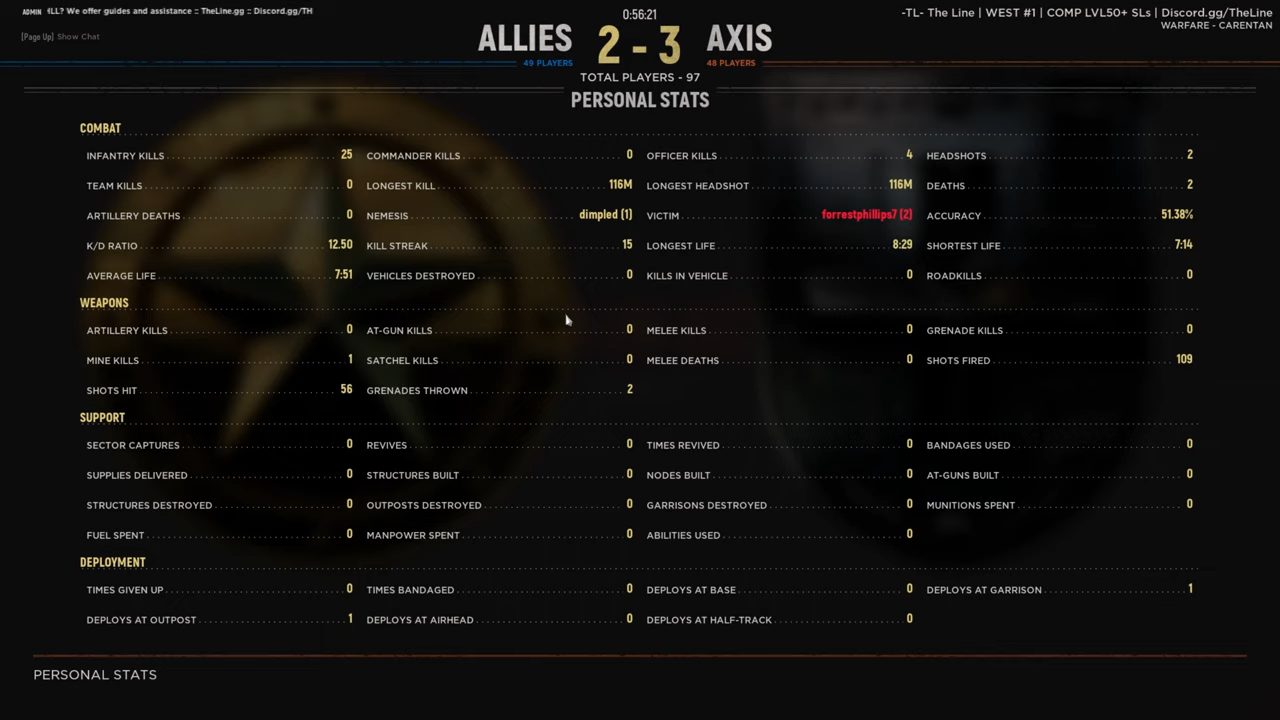 ADMIN ‹LL? We offer guides and assistance :: TheLine.gg :: Discord.gg/TH
[Page Up] Show Chat
0:56:21
ALLIES 2 - 3 AXIS
49 PLAYERS 48 PLAYERS
TOTAL PLAYERS - 97
-TL- The Line | WEST #1 | COMP LVL50+ SLs | Discord.gg/TheLine
WARFARE - CARENTAN
PERSONAL STATS
COMBAT
INFANTRY KILLS 25 COMMANDER KILLS 0 OFFICER KILLS 4 HEADSHOTS 2
TEAM KILLS 0 LONGEST KILL 116M LONGEST HEADSHOT 116M DEATHS 2
ARTILLERY DEATHS 0 NEMESIS dimpled (1) VICTIM forrestphillips7 (2) ACCURACY 51.38%
K/D RATIO 12.50 KILL STREAK 15 LONGEST LIFE 8:29 SHORTEST LIFE 7:14
AVERAGE LIFE 7:51 VEHICLES DESTROYED 0 KILLS IN VEHICLE 0 ROADKILLS 0
WEAPONS
ARTILLERY KILLS 0 AT-GUN KILLS 0 MELEE KILLS 0 GRENADE KILLS 0
MINE KILLS 1 SATCHEL KILLS 0 MELEE DEATHS 0 SHOTS FIRED 109
SHOTS HIT 56 GRENADES THROWN 2
SUPPORT
SECTOR CAPTURES 0 REVIVES 0 TIMES REVIVED 0 BANDAGES USED 0
SUPPLIES DELIVERED 0 STRUCTURES BUILT 0 NODES BUILT 0 AT-GUNS BUILT 0
STRUCTURES DESTROYED 0 OUTPOSTS DESTROYED 0 GARRISONS DESTROYED 0 MUNITIONS SPENT 0
FUEL SPENT 0 MANPOWER SPENT 0 ABILITIES USED 0
DEPLOYMENT
TIMES GIVEN UP 0 TIMES BANDAGED 0 DEPLOYS AT BASE 0 DEPLOYS AT GARRISON 1
DEPLOYS AT OUTPOST 1 DEPLOYS AT AIRHEAD 0 DEPLOYS AT HALF-TRACK 0
PERSONAL STATS